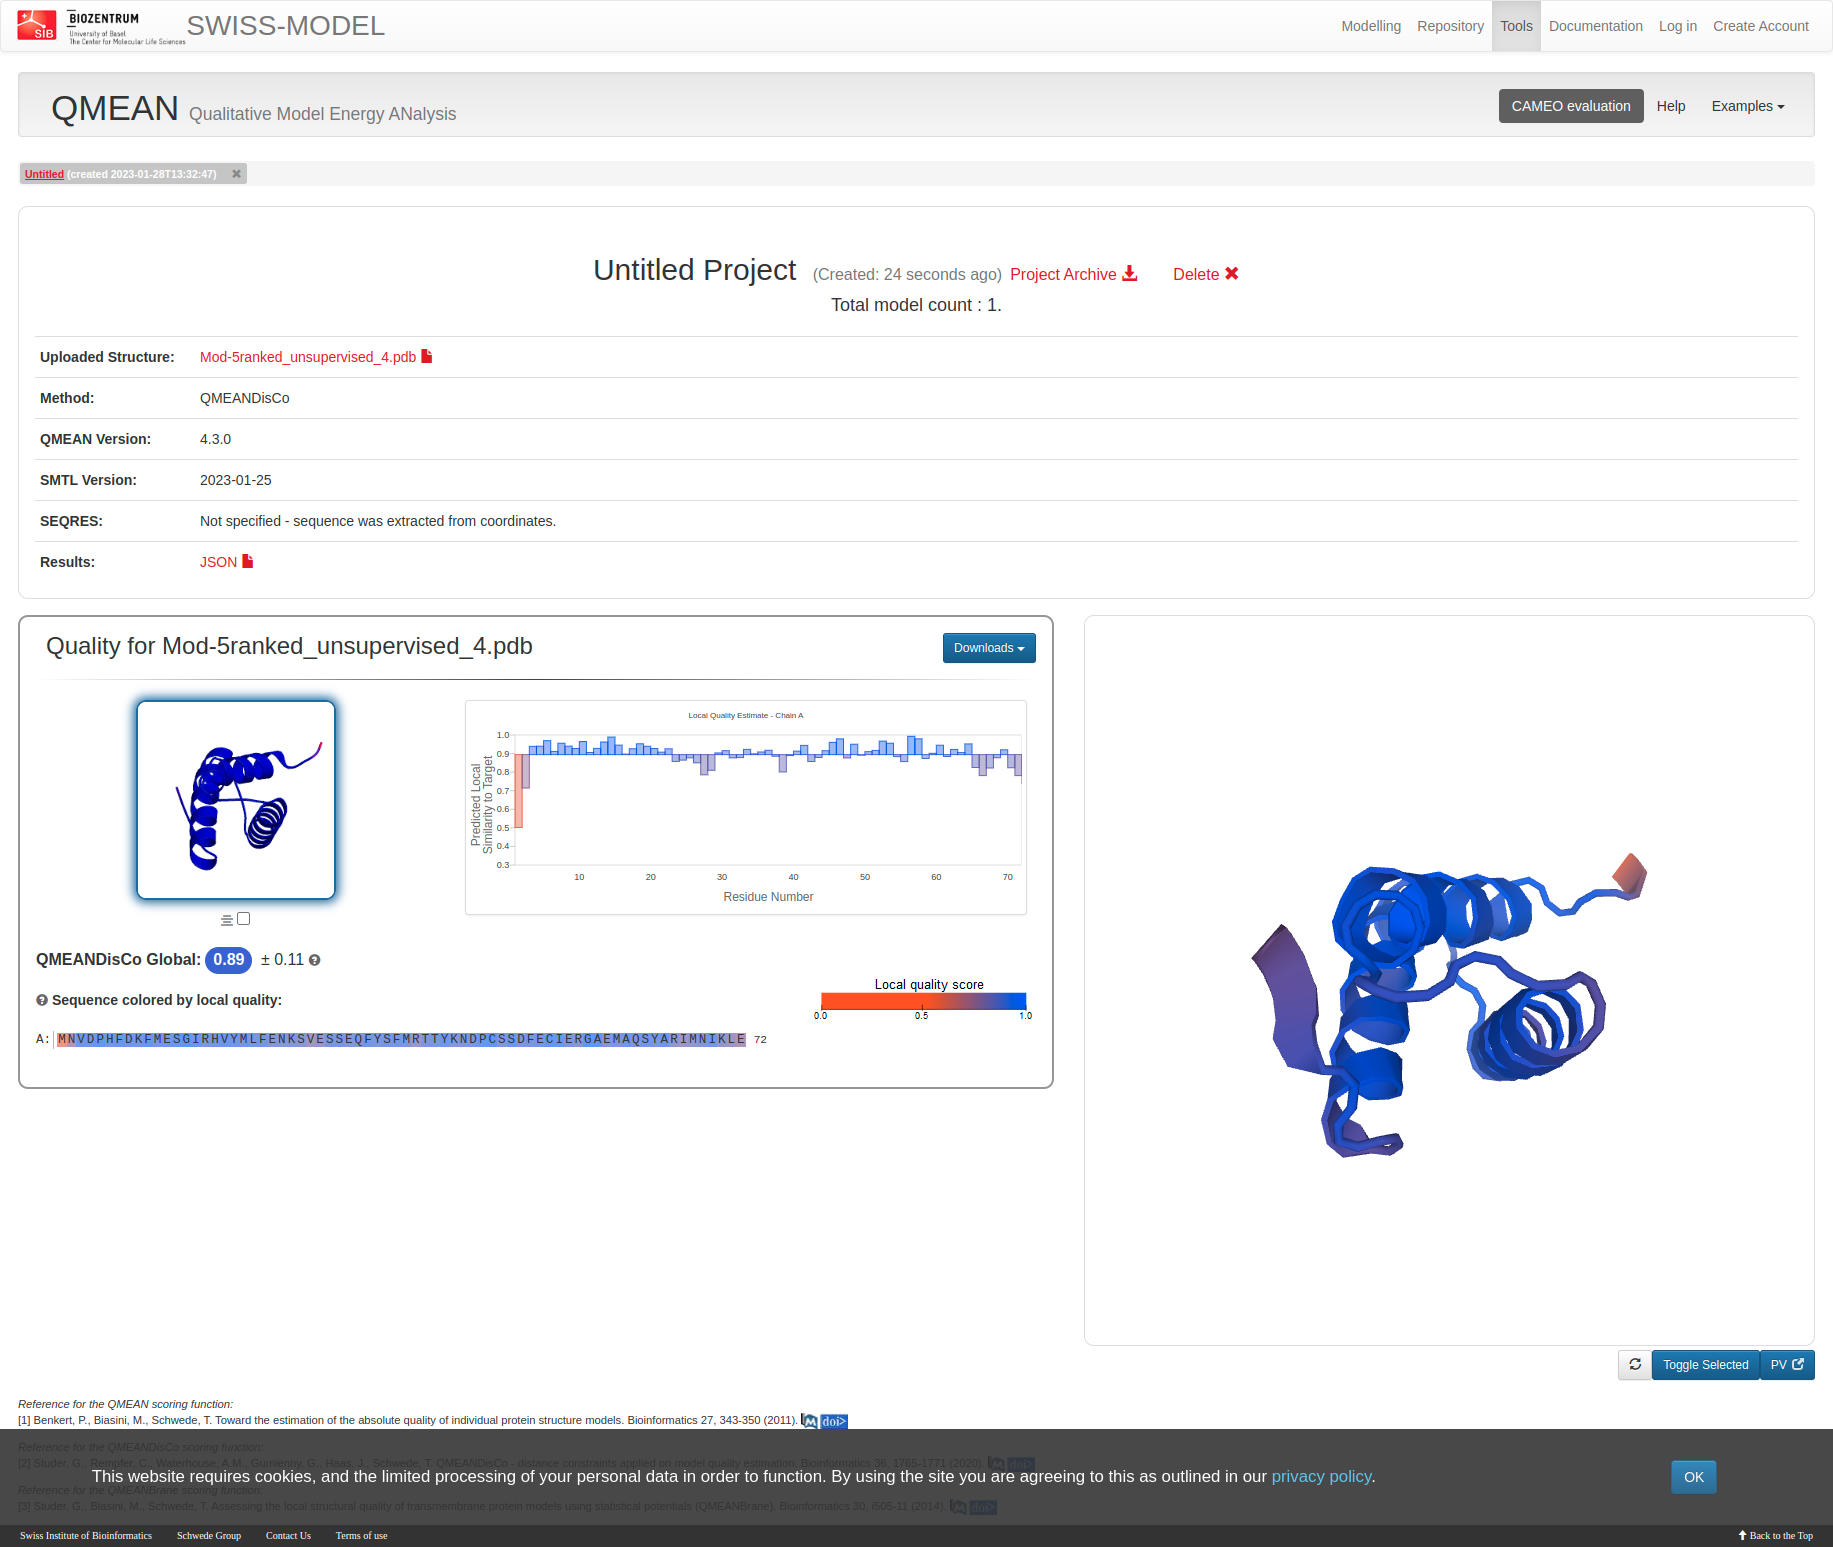 SIB
BIOZENTRUM
University of Basel
The Center for Molecular Life Sciences
SWISS-MODEL
Modelling Repository Tools Documentation Log in Create Account
QMEAN Qualitative Model Energy ANalysis
CAMEO evaluation Help Examples
Untitled (created 2023-01-28T13:32:47)
Untitled Project (Created: 24 seconds ago) Project Archive Delete
Total model count : 1.
Uploaded Structure: Mod-5ranked_unsupervised_4.pdb
Method: QMEANDisCo
QMEAN Version: 4.3.0
SMTL Version: 2023-01-25
SEQRES: Not specified - sequence was extracted from coordinates.
Results: JSON
Quality for Mod-5ranked_unsupervised_4.pdb
Downloads
Local Quality Estimate - Chain A
Predicted Local
Similarity to Target
1.0
0.9
0.8
0.7
0.6
0.5
0.4
0.3
10 20 30 40 50 60 70
Residue Number
QMEANDisCo Global: 0.89 ± 0.11
Sequence colored by local quality:
Local quality score
0.0 0.5 1.0
A: MNVDPHFDKFMESGIRHVYMLFENKSVESSEQFYSFMRTTYKNDPCSSDFECIERGAEMAQSYARIMNIKLE 72
Toggle Selected
PV
Reference for the QMEAN scoring function:
[1] Benkert, P., Biasini, M., Schwede, T. Toward the estimation of the absolute quality of individual protein structure models. Bioinformatics 27, 343-350 (2011). M doi>
Reference for the QMEANDisCo scoring function:
[2] Studer, G., Rempfer, C., Waterhouse, A.M., Gumienny, G., Haas, J., Schwede, T. QMEANDisCo - distance constraints applied on model quality estimation. Bioinformatics 36, 1765-1771 (2020). M doi>
This website requires cookies, and the limited processing of your personal data in order to function. By using the site you are agreeing to this as outlined in our privacy policy.
OK
Reference for the QMEANBrane scoring function:
[3] Studer, G., Biasini, M., Schwede, T. Assessing the local structural quality of transmembrane protein models using statistical potentials (QMEANBrane). Bioinformatics 30, i505-11 (2014). M doi>
Swiss Institute of Bioinformatics Schwede Group Contact Us Terms of use
Back to the Top